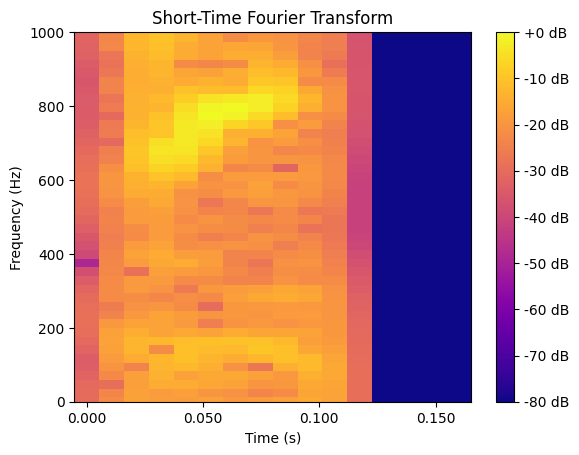 Short-Time Fourier Transform
1000
800
600
400
200
0
Frequency (Hz)
0.000
0.050
0.100
0.150
Time (s)
+0 dB
-10 dB
-20 dB
-30 dB
-40 dB
-50 dB
-60 dB
-70 dB
-80 dB